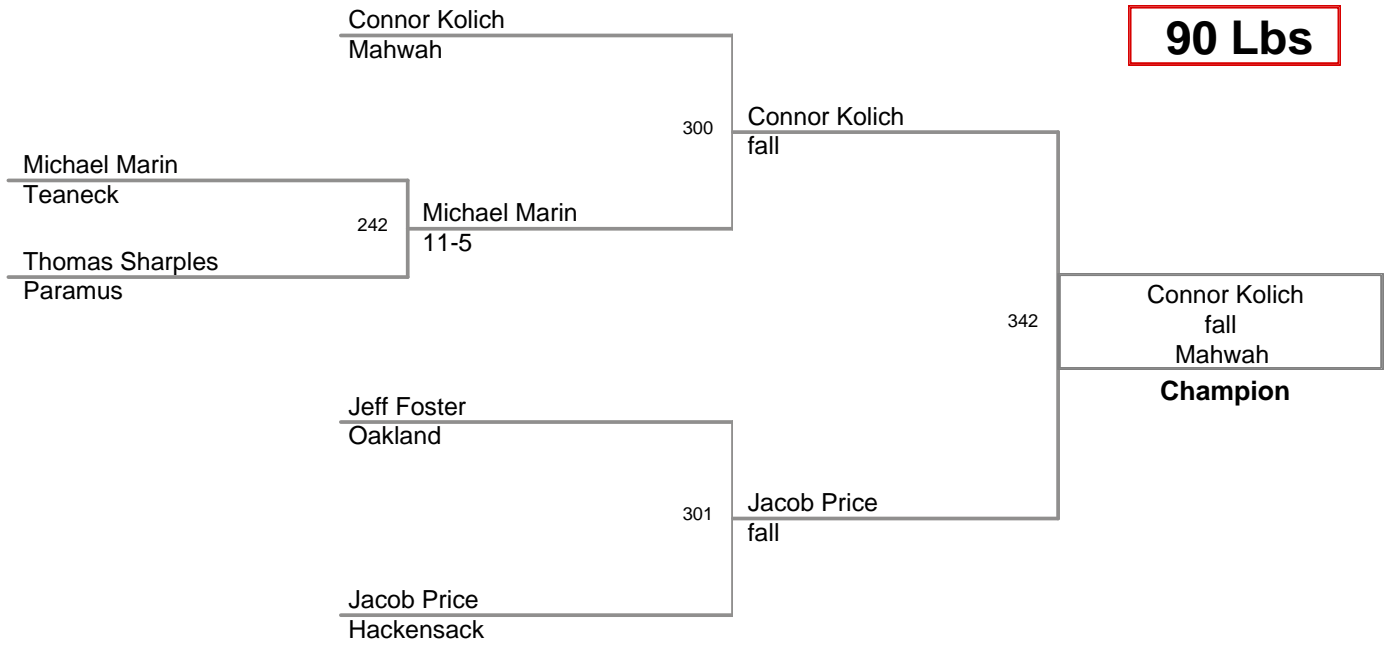 90 Lbs
Connor Kolich
Mahwah
300
Connor Kolich
fall
Michael Marin
Teaneck
242
Michael Marin
11-5
Thomas Sharples
Paramus
342
Connor Kolich
fall
Mahwah
Champion
Jeff Foster
Oakland
301
Jacob Price
fall
Jacob Price
Hackensack